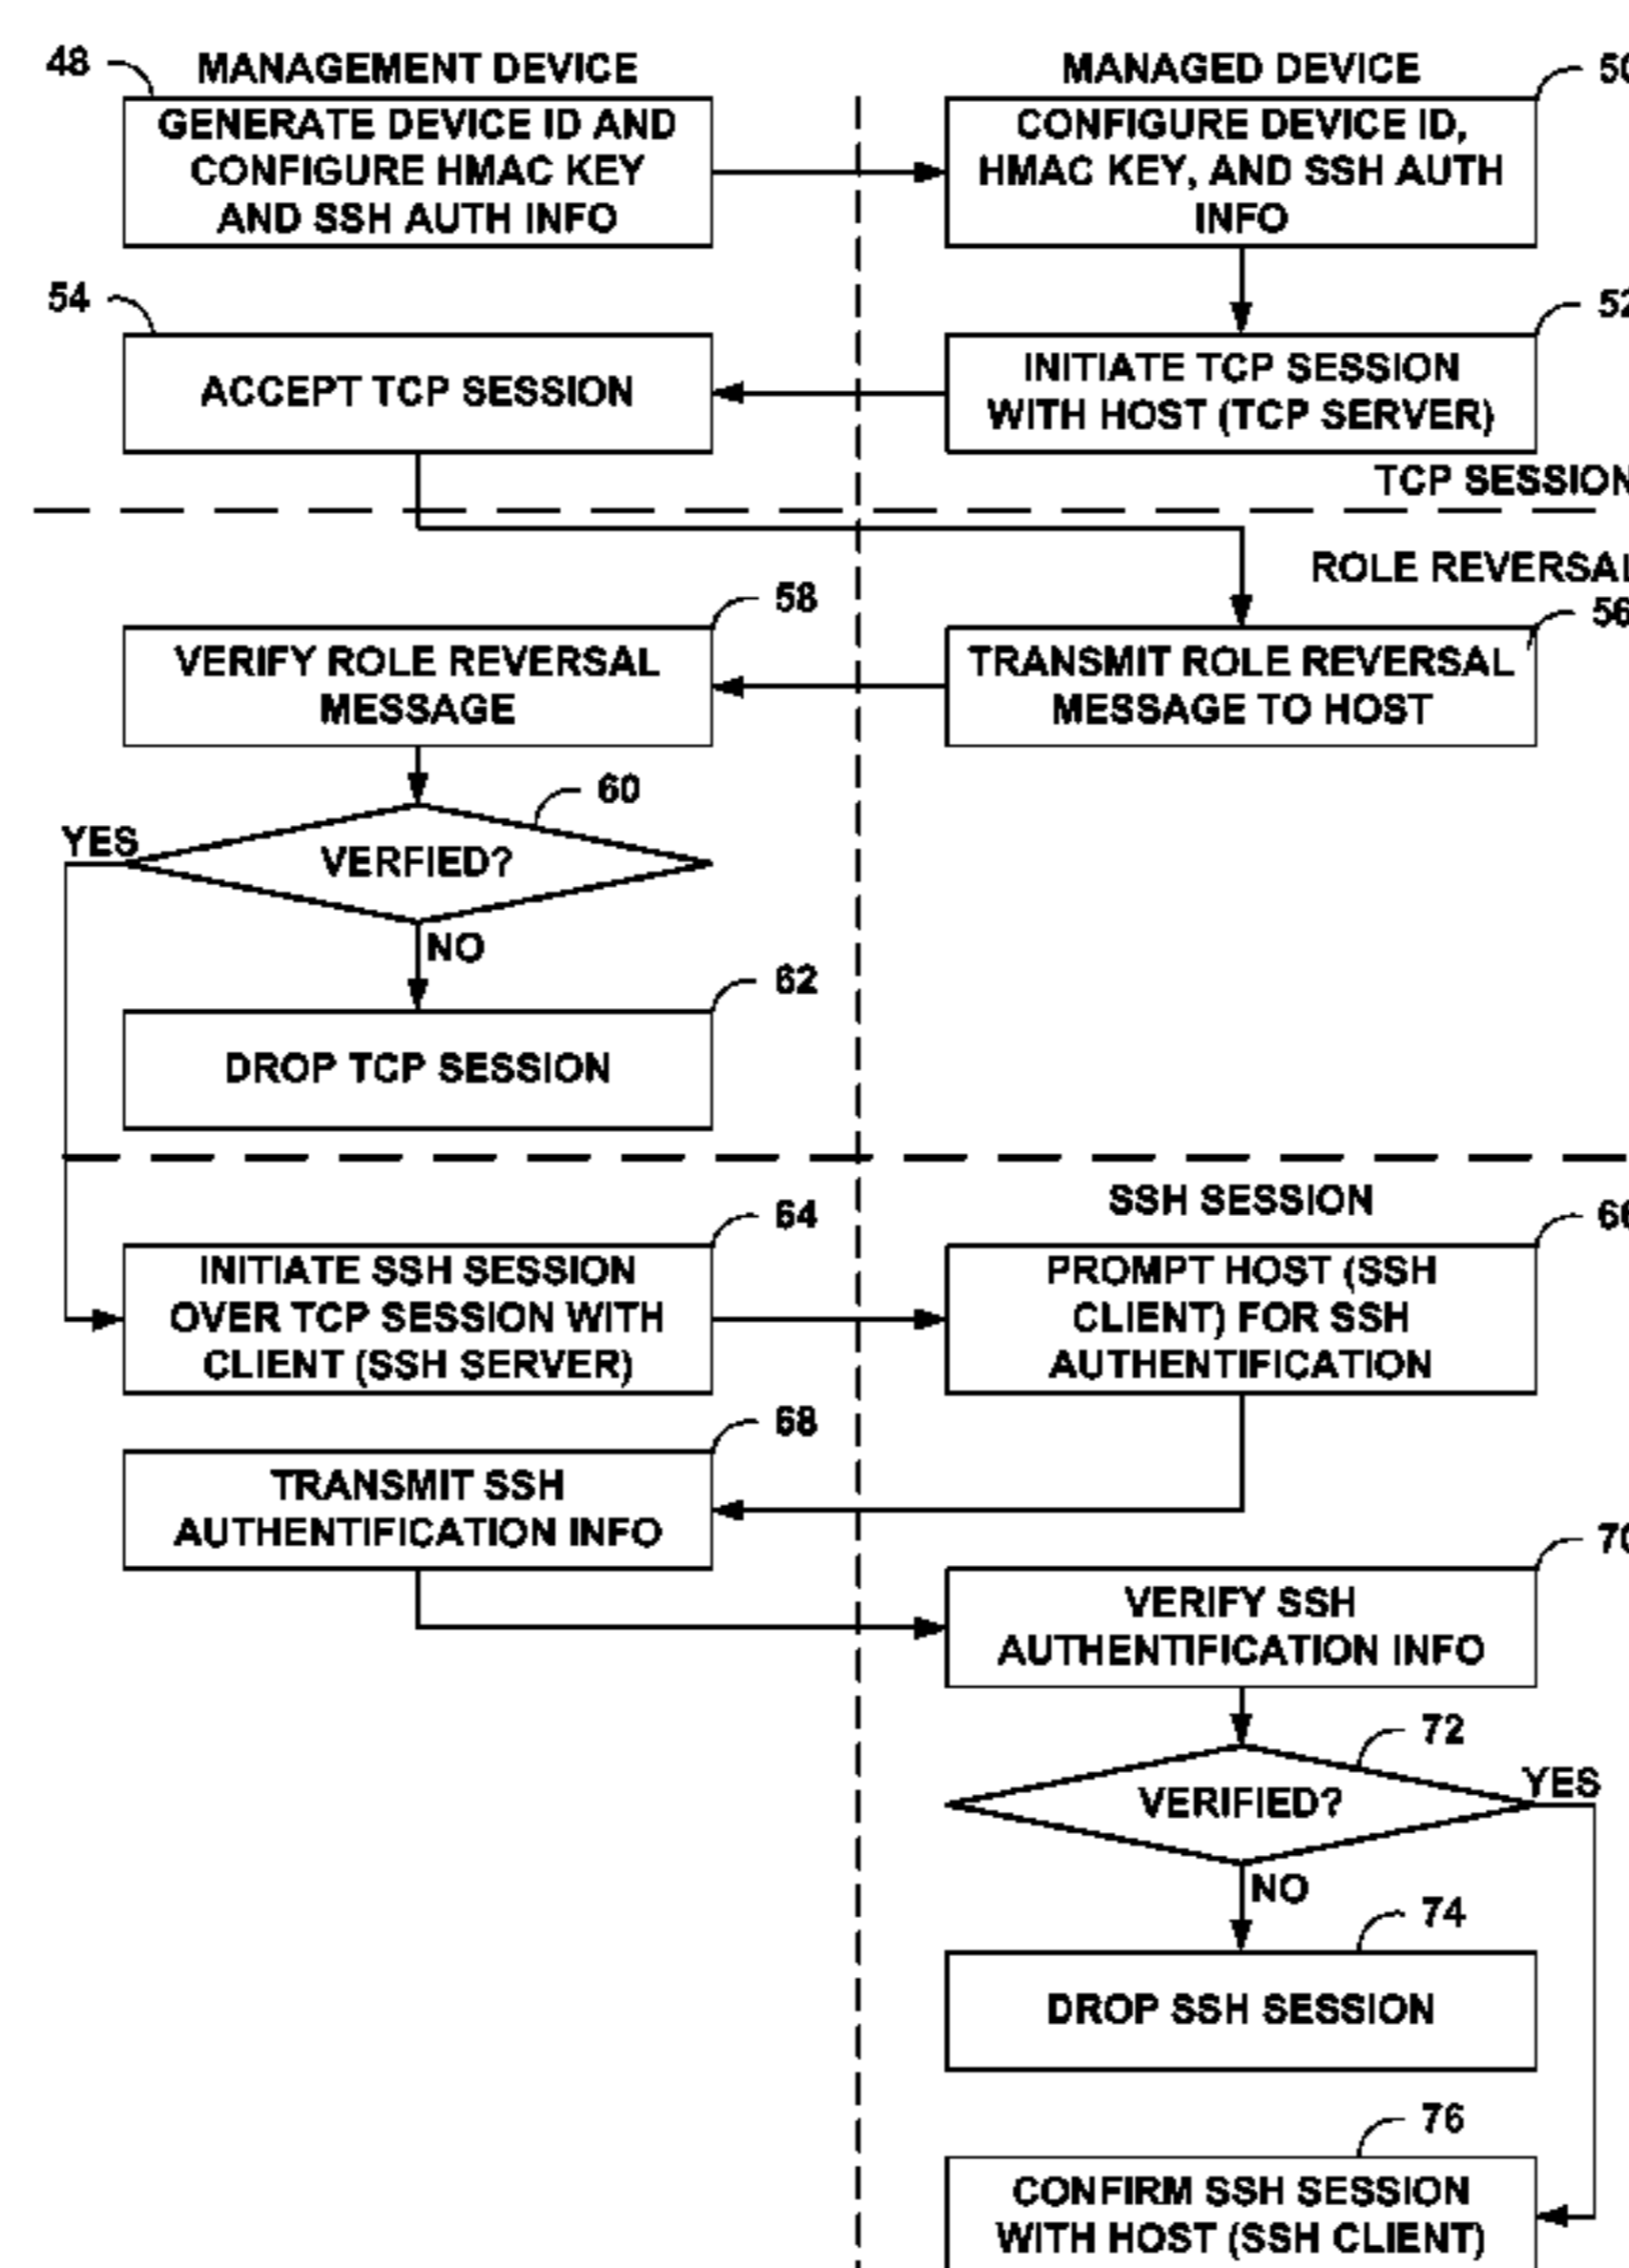 48
MANAGEMENT DEVICE
MANAGED DEVICE
GENERATE DEVICE ID AND
CONFIGURE HMAC KEY
AND SSH AUTH INFO
CONFIGURE DEVICE ID,
HMAC KEY, AND SSH AUTH
INFO
54
ACCEPT TCP SESSION
INITIATE TCP SESSION
WITH HOST (TCP SERVER)
TCP SESSION
ROLE REVERSAL
58
56
VERIFY ROLE REVERSAL
MESSAGE
TRANSMIT ROLE REVERSAL
MESSAGE TO HOST
60
YES
VERFIED?
NO
62
DROP TCP SESSION
SSH SESSION
64
INITIATE SSH SESSION
OVER TCP SESSION WITH
CLIENT (SSH SERVER)
PROMPT HOST (SSH
CLIENT) FOR SSH
AUTHENTIFICATION
68
TRANSMIT SSH
AUTHENTIFICATION INFO
VERIFY SSH
AUTHENTIFICATION INFO
72
VERIFIED?
YES
NO
74
DROP SSH SESSION
76
CONFIRM SSH SESSION
WITH HOST (SSH CLIENT)